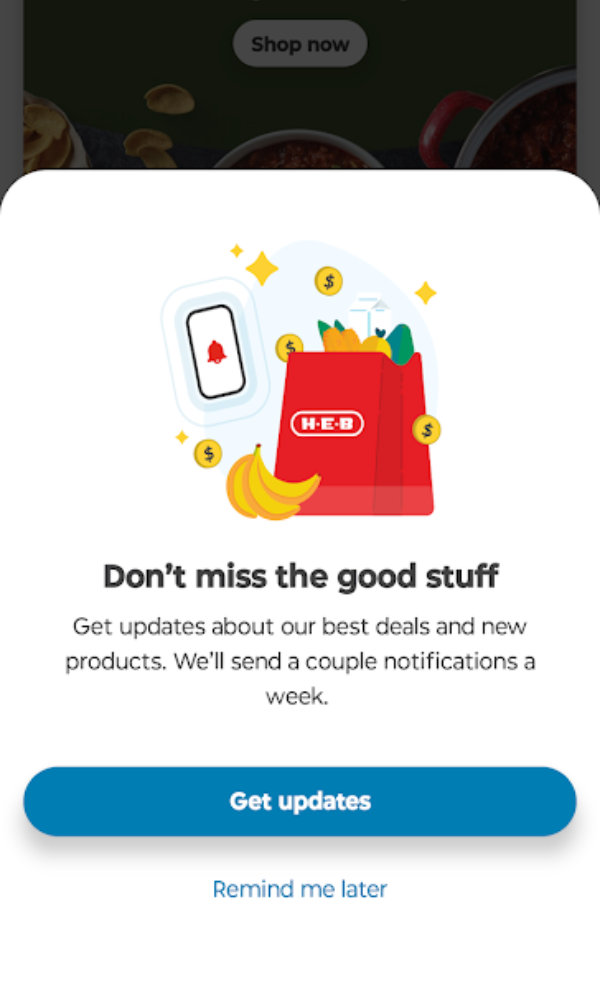 Shop now
$
$
H-E-B
$
$
Don't miss the good stuff
Get updates about our best deals and new
products. We'll send a couple notifications a
week.
Get updates
Remind me later